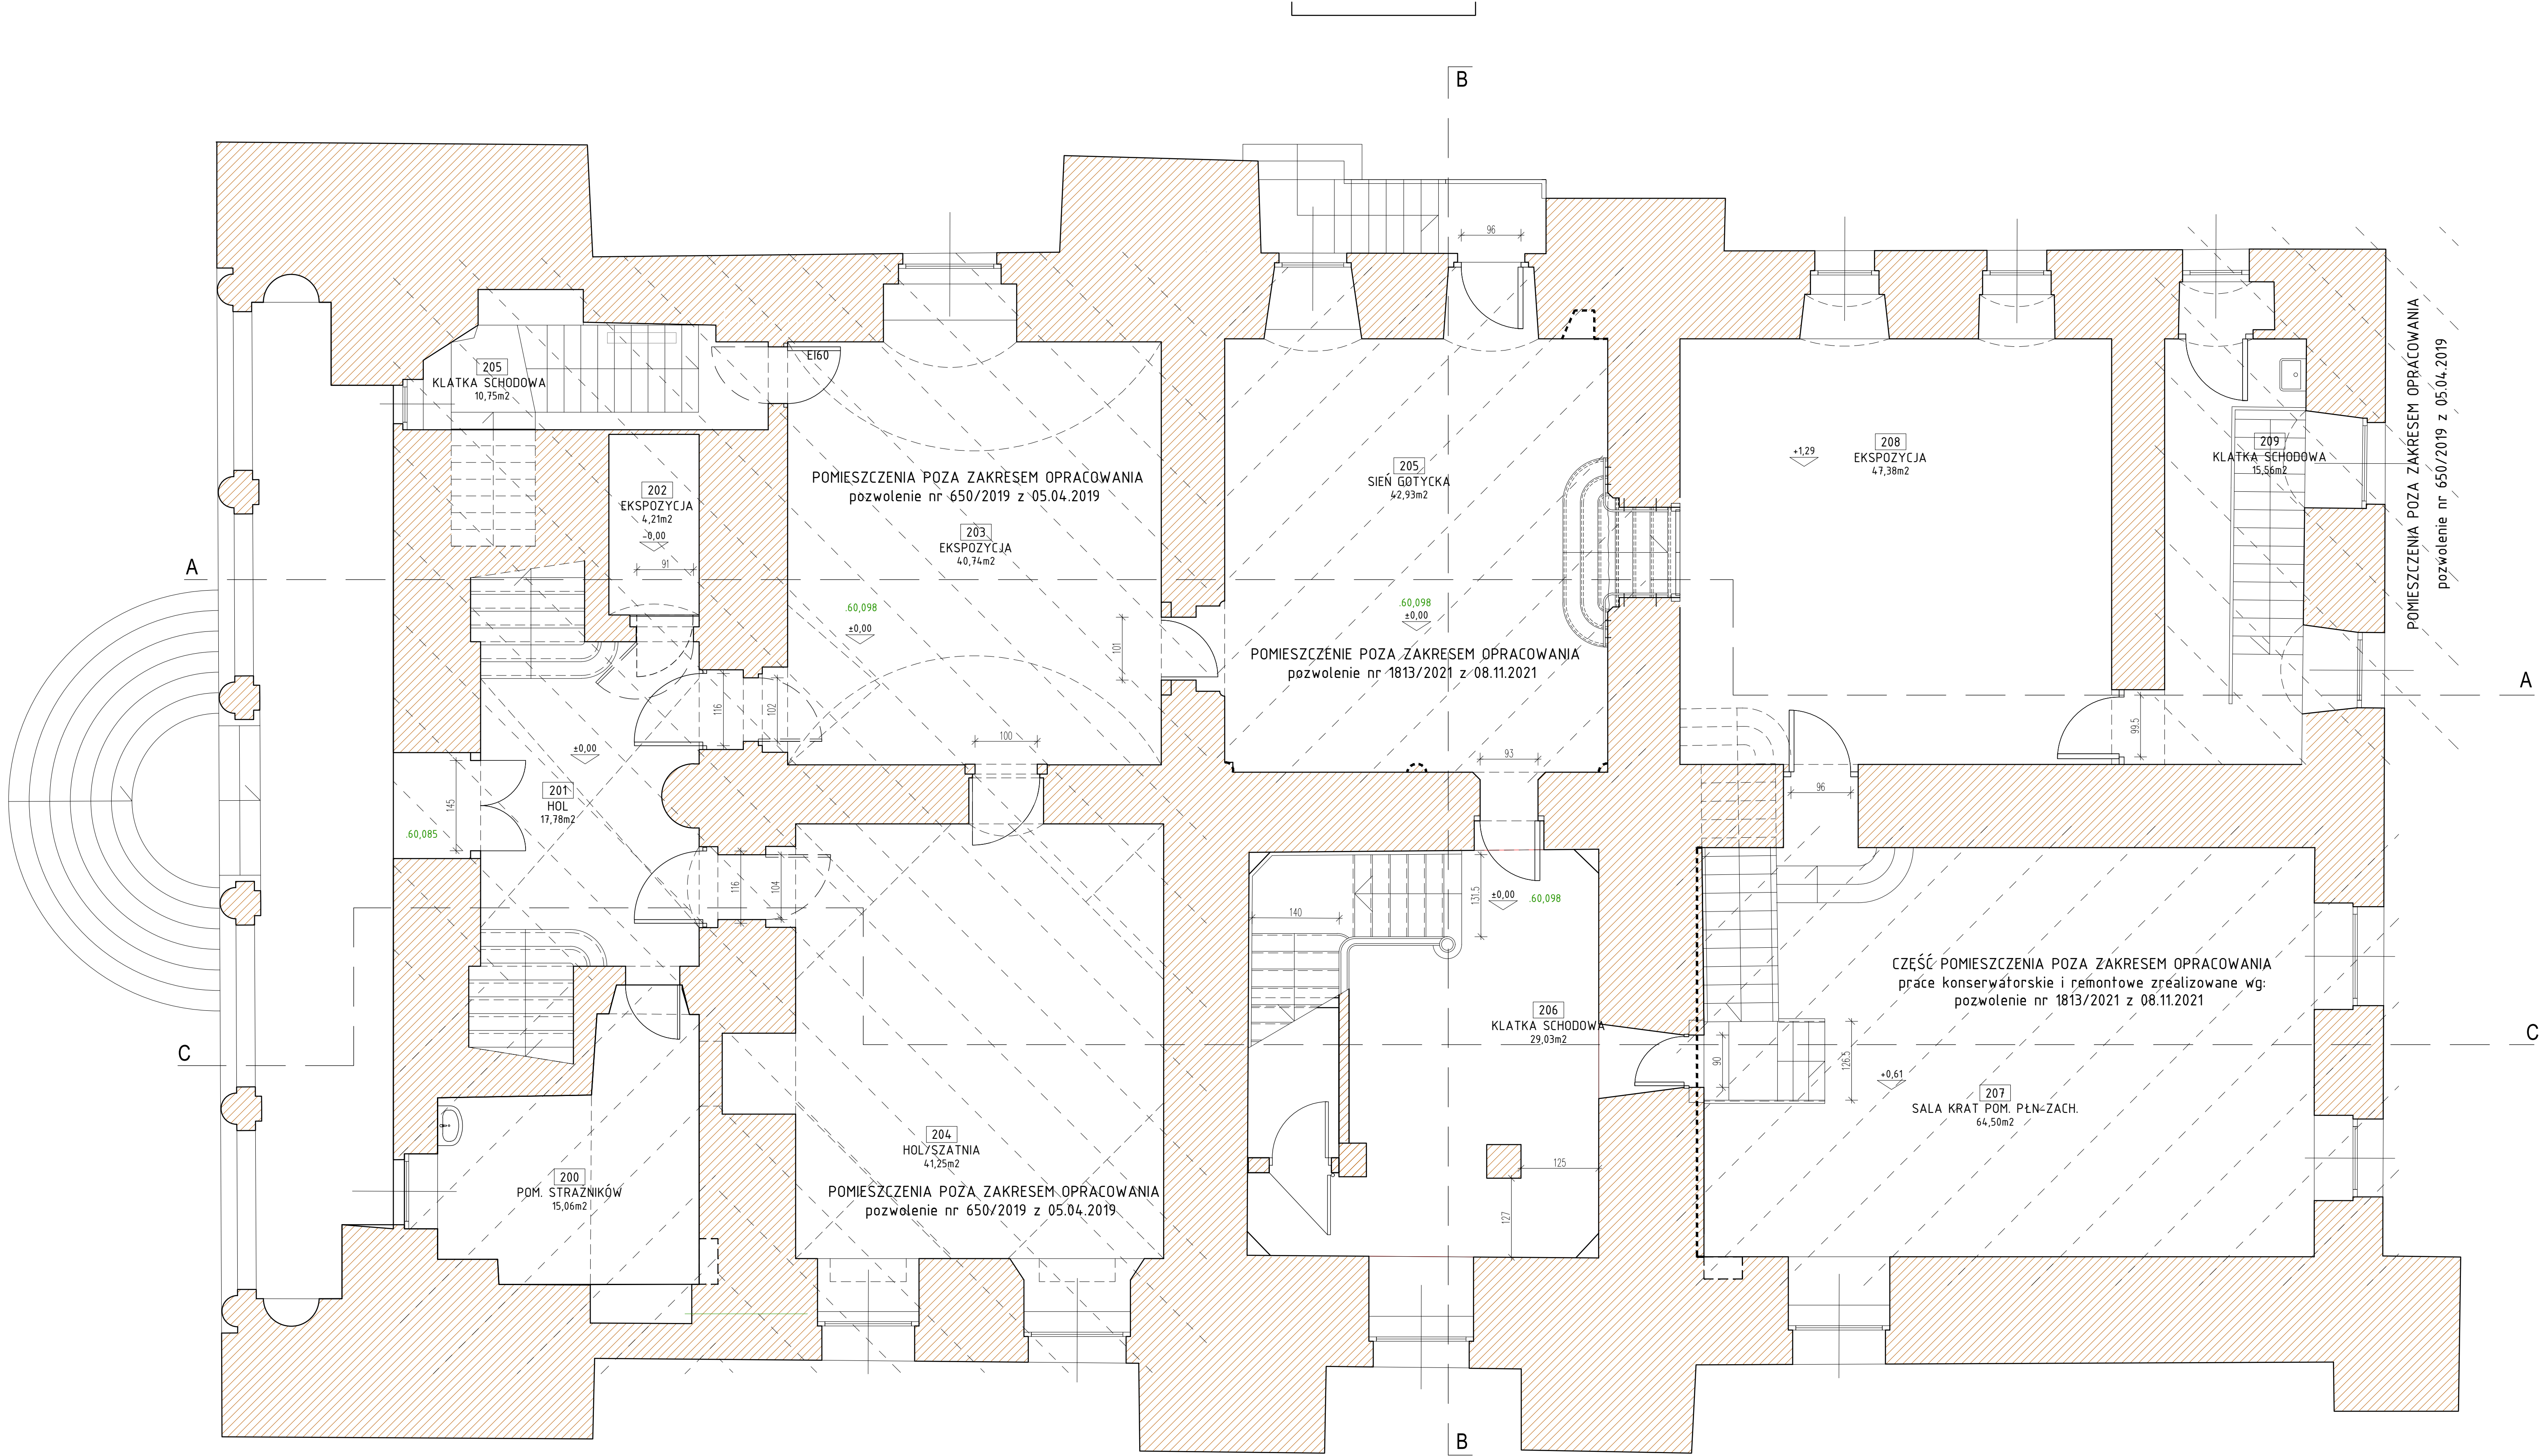 B
96
EI60
205
KLATKA SCHODOWA
10,75m2
POMIESZCZENIA POZA ZAKRESEM OPRACOWANIA
pozwolenie nr 650/2019 z 05.04.2019
203
EKSPOZYCJA
40,74m2
202
EKSPOZYCJA
4,21m2
-0,00
91
205
SIEŃ GOTYCKA
42,93m2
208
EKSPOZYCJA
47,38m2
+1,29
209
KLATKA SCHODOWA
15,56m2
POMIESZCZENIA POZA ZAKRESEM OPRACOWANIA
pozwolenie nr 650/2019 z 05.04.2019
A
.60,098
±0,00
.60,098
±0,00
101
POMIESZCZENIE POZA ZAKRESEM OPRACOWANIA
pozwolenie nr 1813/2021 z 08.11.2021
A
116
102
100
93
99.5
±0,00
201
HOL
17,78m2
145
.60,085
96
116
104
140
131.5
±0,00
.60,098
CZĘŚĆ POMIESZCZENIA POZA ZAKRESEM OPRACOWANIA
prace konserwatorskie i remontowe zrealizowane wg:
pozwolenie nr 1813/2021 z 08.11.2021
206
KLATKA SCHODOWA
29,03m2
C
C
90
126.5
+0,61
207
SALA KRAT POM. PŁN-ZACH.
64,50m2
204
HOL/SZATNIA
41,25m2
POMIESZCZENIA POZA ZAKRESEM OPRACOWANIA
pozwolenie nr 650/2019 z 05.04.2019
200
POM. STRAŻNIKÓW
15,06m2
125
127
B